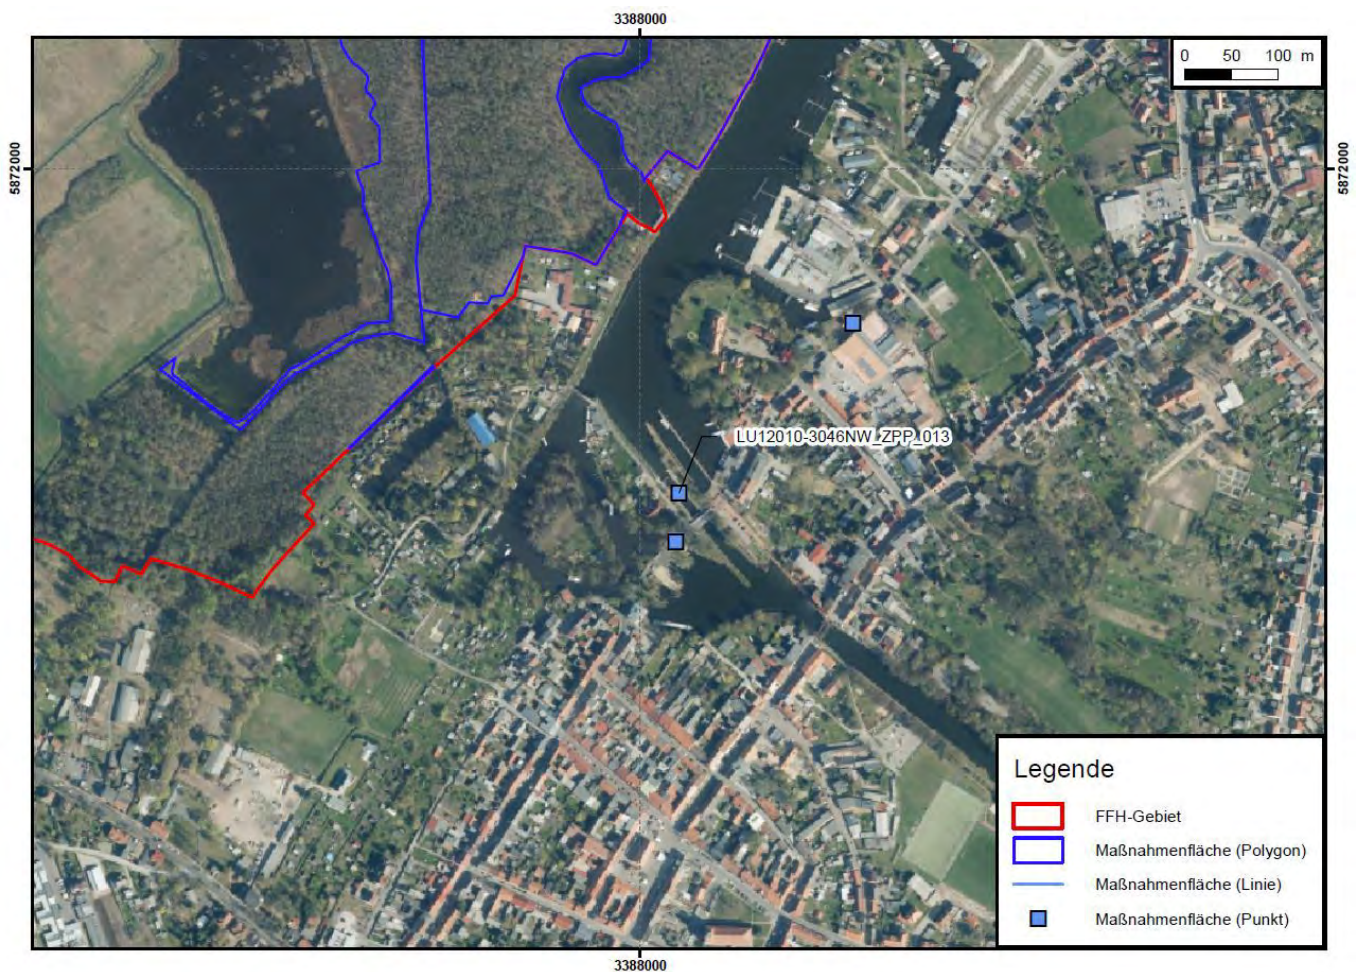 3388000
0 50 100 m
5872000
5872000
LU12010-3046NW_ZPP_013
Legende
FFH-Gebiet
Maßnahmenfläche (Polygon)
Maßnahmenfläche (Linie)
Maßnahmenfläche (Punkt)
3388000